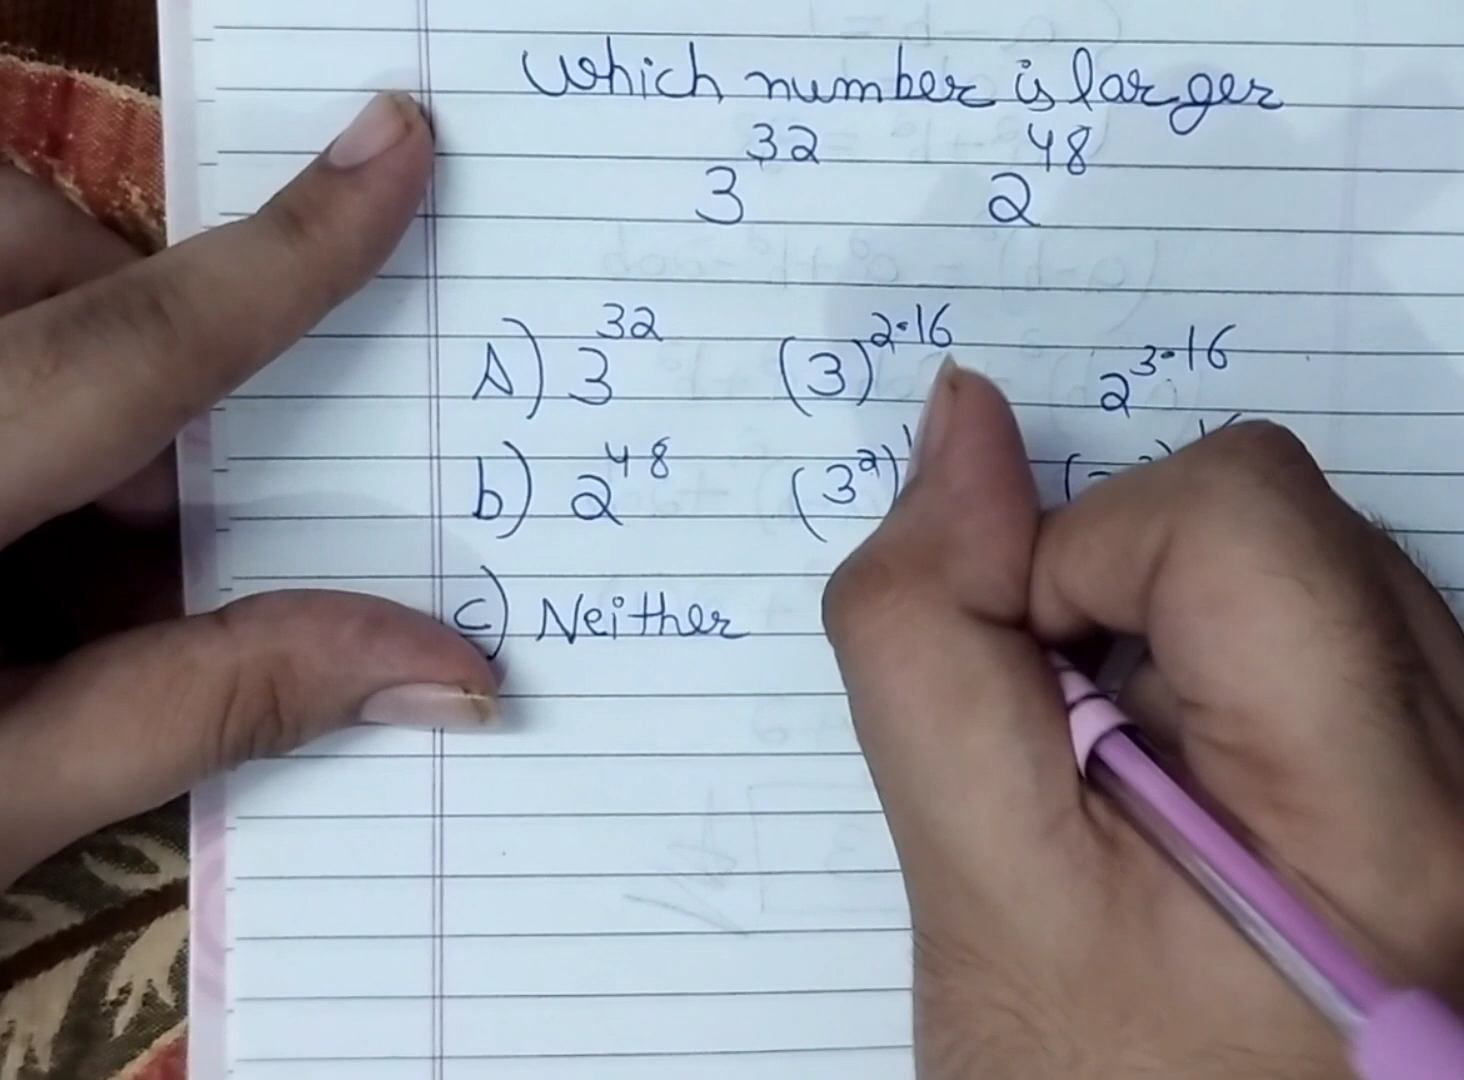 Which number is larger
3^32 2^48
A) 3^32 (3)^2·16 2^3·16
b) 2^48 (3^2)
C) Neither